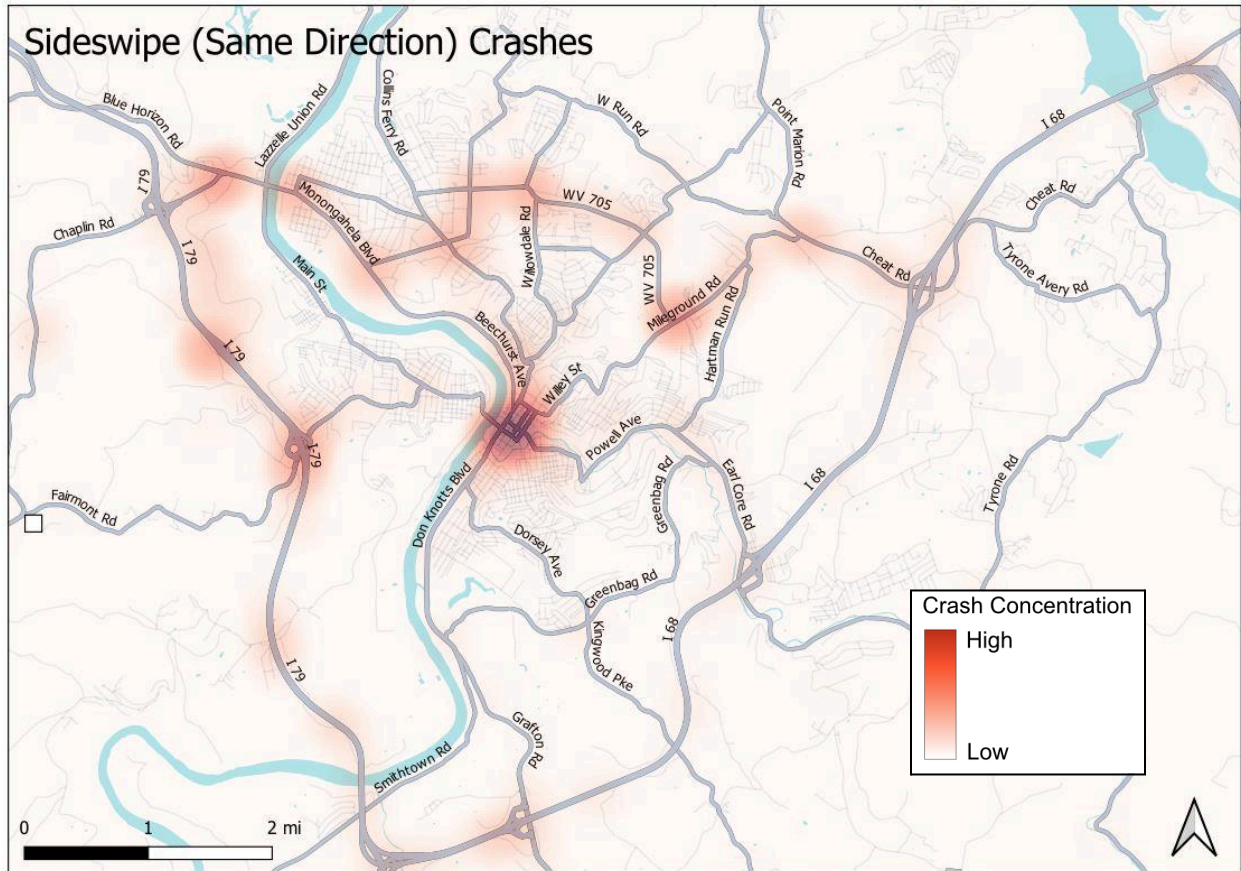 Sideswipe (Same Direction) Crashes
Blue Horizon Rd
Lazzelle Union Rd
Collins Ferry Rd
W Run Rd
Point Marion Rd
I 68
I 79
Chaplin Rd
I 79
Monongahela Blvd
WV 705
Willowdale Rd
Cheat Rd
Cheat Rd
Tyrone Avery Rd
Main St
WV 705
Mileground Rd
Hartman Run Rd
I 79
Beechurst Ave
Willey St
Powell Ave
I-79
Fairmont Rd
Don Knotts Blvd
Greenbag Rd
Earl Core Rd
I 68
Tyrone Rd
Dorsey Ave
Greenbag Rd
Kingwood Pke
I 68
I 79
Grafton Rd
Smithtown Rd
Crash Concentration
High
Low
0 1 2 mi